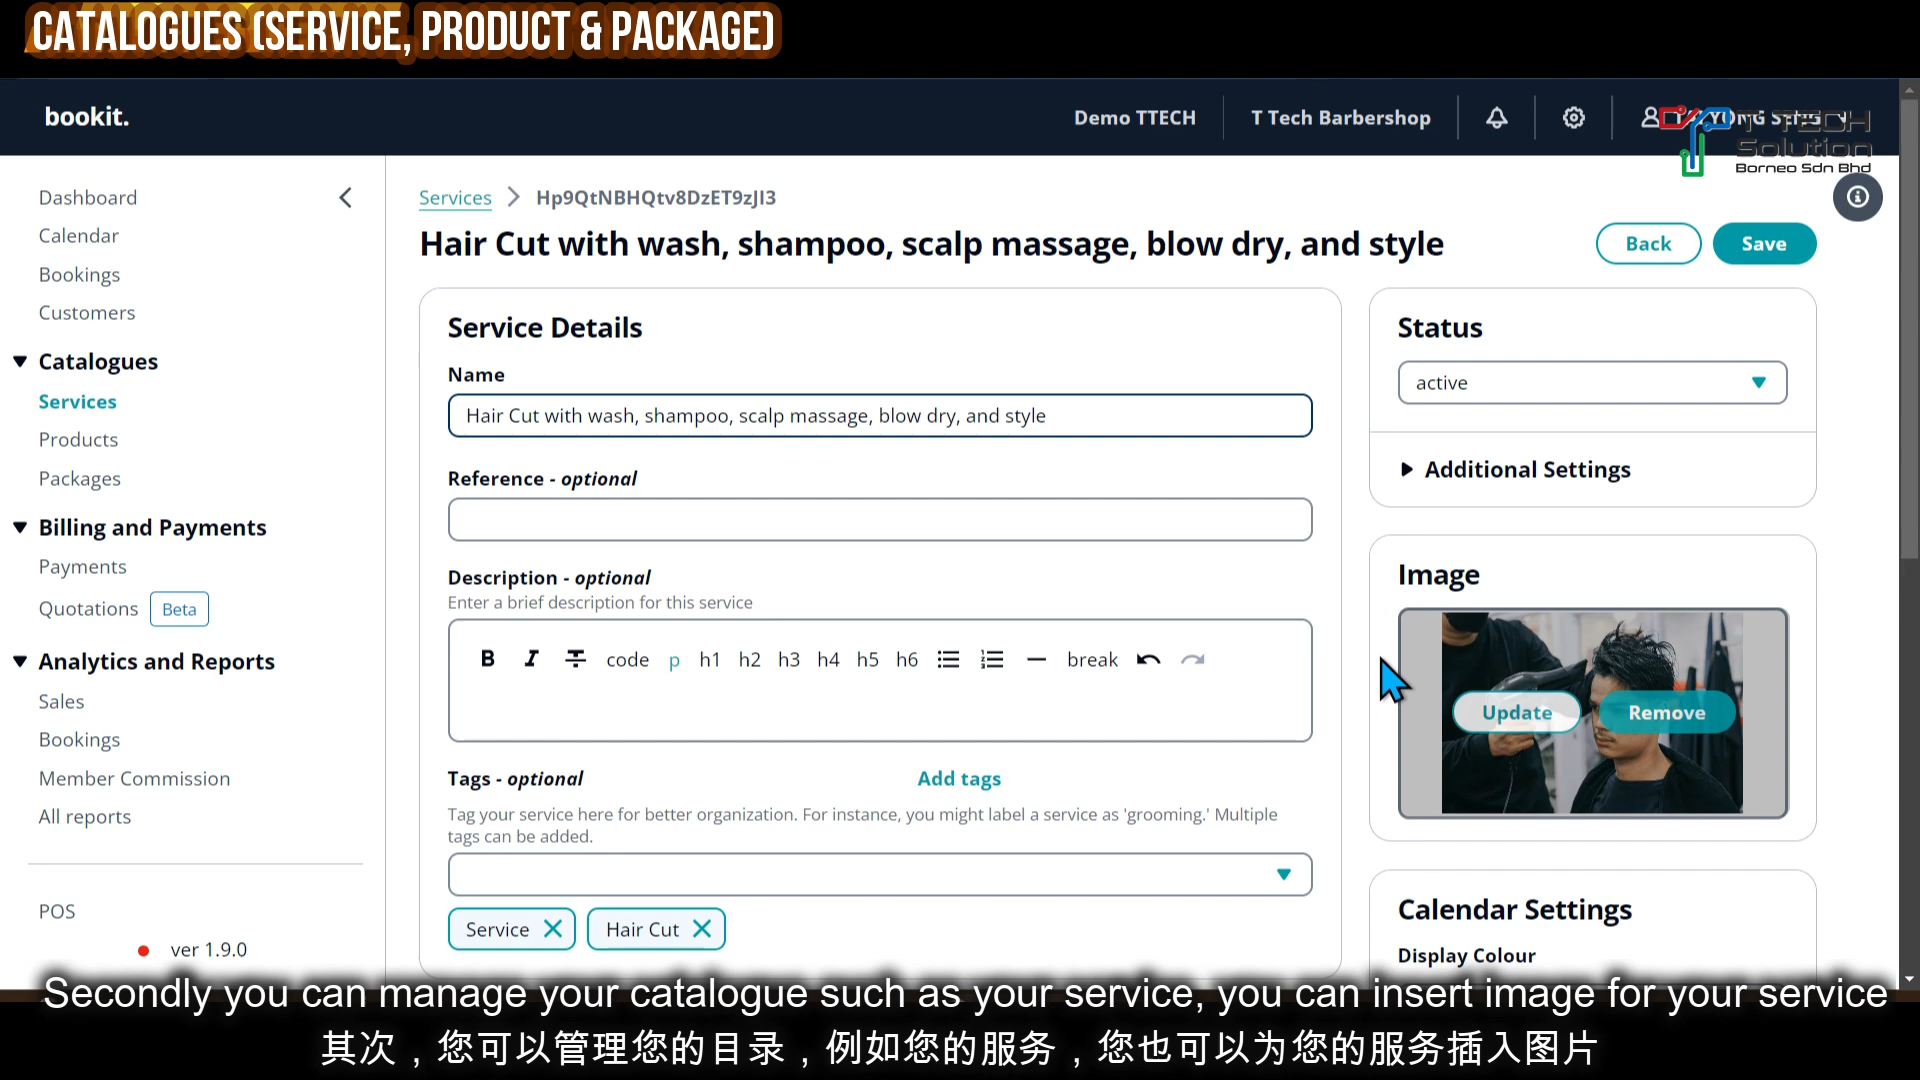 CATALOGUES (SERVICE, PRODUCT & PACKAGE)
bookit.
Demo TTECH
T Tech Barbershop
T TECH
Solution
Borneo Sdn Bhd
Dashboard
Calendar
Bookings
Customers
Catalogues
Services
Products
Packages
Billing and Payments
Payments
Quotations Beta
Analytics and Reports
Sales
Bookings
Member Commission
All reports
POS
ver 1.9.0
Services > Hp9QtNBHQtv8DzET9zJI3
Hair Cut with wash, shampoo, scalp massage, blow dry, and style
Back Save
Service Details
Name
Hair Cut with wash, shampoo, scalp massage, blow dry, and style
Reference - optional
Description - optional
Enter a brief description for this service
B I code p h1 h2 h3 h4 h5 h6 break
Tags - optional
Add tags
Tag your service here for better organization. For instance, you might label a service as 'grooming.' Multiple
tags can be added.
Service Hair Cut
Status
active
Additional Settings
Image
Update Remove
Calendar Settings
Display Colour
Secondly you can manage your catalogue such as your service, you can insert image for your service
其次，您可以管理您的目录，例如您的服务，您也可以为您的服务插入图片